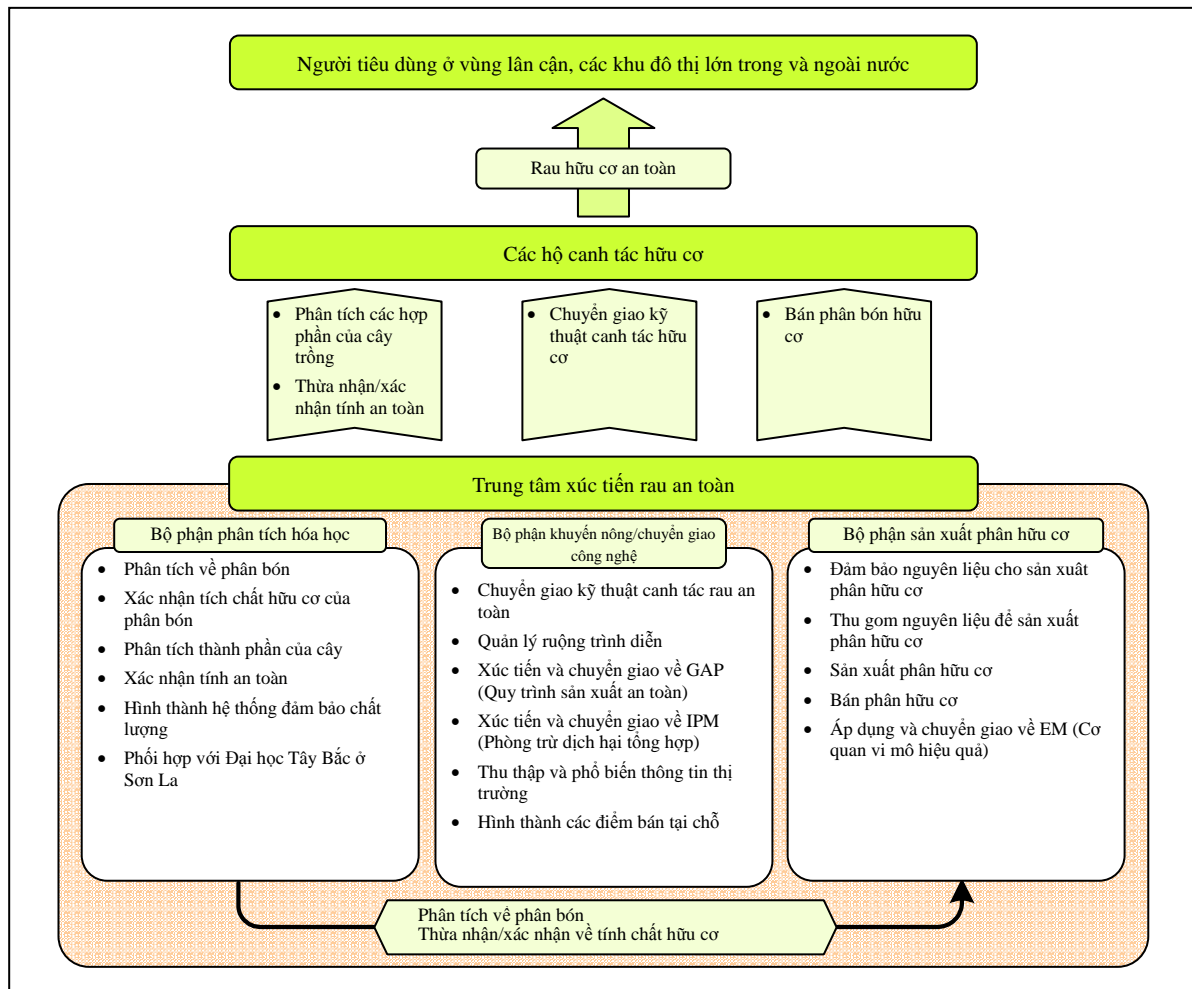 Người tiêu dùng ở vùng lân cận, các khu đô thị lớn trong và ngoài nước
Rau hữu cơ an toàn
Các hộ canh tác hữu cơ
• Phân tích các hợp
phần của cây
trồng
• Thừa nhận/xác
nhận tính an toàn
• Chuyển giao kỹ
thuật canh tác hữu
cơ
• Bán phân bón hữu
cơ
Trung tâm xúc tiến rau an toàn
Bộ phận phân tích hóa học
• Phân tích về phân bón
• Xác nhận tích chất hữu cơ của
phân bón
• Phân tích thành phần của cây
• Xác nhận tính an toàn
• Hình thành hệ thống đảm bảo chất
lượng
• Phối hợp với Đại học Tây Bắc ở
Sơn La
Bộ phận khuyến nông/chuyển giao
công nghệ
• Chuyển giao kỹ thuật canh tác rau an
toàn
• Quản lý ruộng trình diễn
• Xúc tiến và chuyển giao về GAP
(Quy trình sản xuất an toàn)
• Xúc tiến và chuyển giao về IPM
(Phòng trừ dịch hại tổng hợp)
• Thu thập và phổ biến thông tin thị
trường
• Hình thành các điểm bán tại chỗ
Bộ phận sản xuất phân hữu cơ
• Đảm bảo nguyên liệu cho sản xuât
phân hữu cơ
• Thu gom nguyên liệu để sản xuất
phân hữu cơ
• Sản xuất phân hữu cơ
• Bán phân hữu cơ
• Áp dụng và chuyển giao về EM (Cơ
quan vi mô hiệu quả)
Phân tích về phân bón
Thừa nhận/xác nhận về tính chất hữu cơ